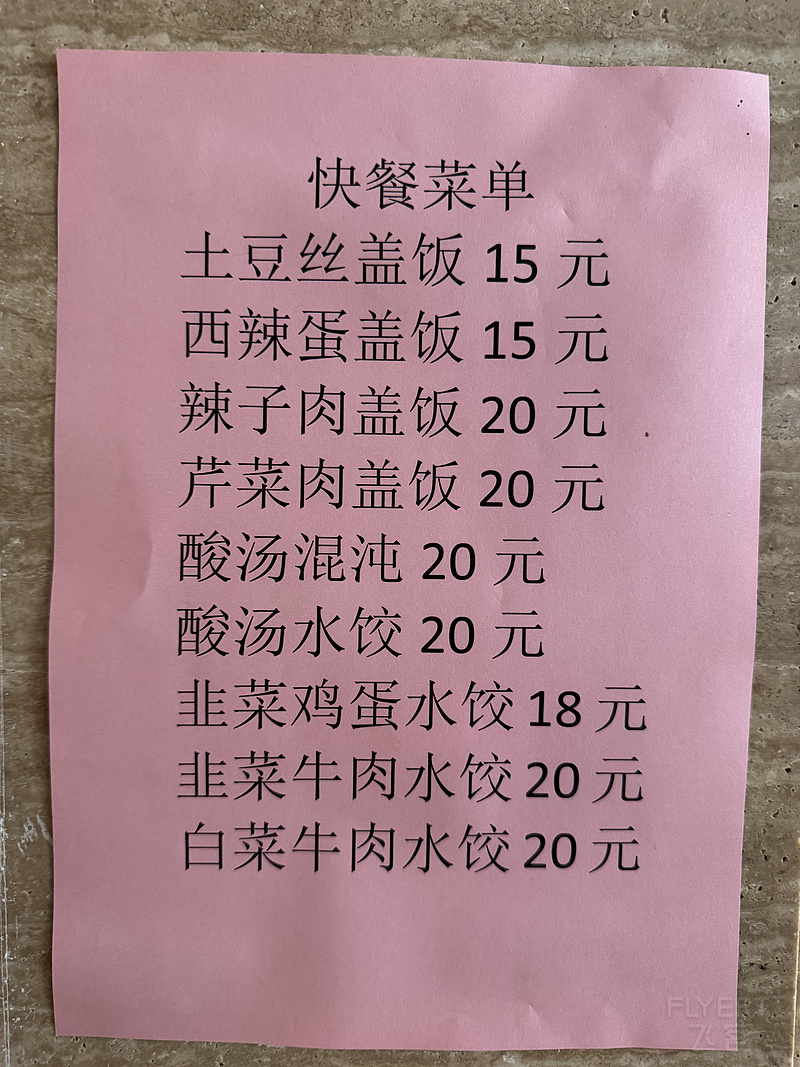 快餐菜单
土豆丝盖饭 15 元
西辣蛋盖饭 15 元
辣子肉盖饭 20 元
芹菜肉盖饭 20 元
酸汤混沌 20 元
酸汤水饺 20 元
韭菜鸡蛋水饺 18 元
韭菜牛肉水饺 20 元
白菜牛肉水饺 20 元
FLYE
飞客